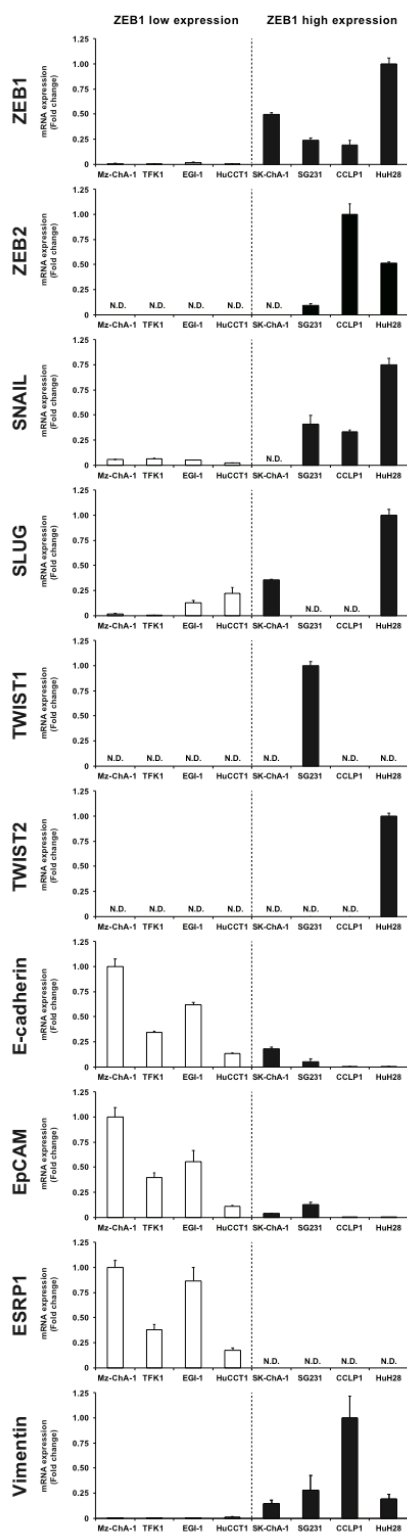 ZEB1 low expression ZEB1 high expression
ZEB1
mRNA expression
(Fold change)
1.25
1.00
0.75
0.50
0.25
0
Mz-ChA-1 TFK1 EGI-1 HuCCT1 SK-ChA-1 SG231 CCLP1 HuH28
ZEB2
mRNA expression
(Fold change)
1.25
1.00
0.75
0.50
0.25
0
N.D. N.D. N.D. N.D. N.D.
Mz-ChA-1 TFK1 EGI-1 HuCCT1 SK-ChA-1 SG231 CCLP1 HuH28
SNAIL
mRNA expression
(Fold change)
1.25
1.00
0.75
0.50
0.25
0
N.D.
Mz-ChA-1 TFK1 EGI-1 HuCCT1 SK-ChA-1 SG231 CCLP1 HuH28
SLUG
mRNA expression
(Fold change)
1.25
1.00
0.75
0.50
0.25
0
N.D. N.D.
Mz-ChA-1 TFK1 EGI-1 HuCCT1 SK-ChA-1 SG231 CCLP1 HuH28
TWIST1
mRNA expression
(Fold change)
1.25
1.00
0.75
0.50
0.25
0
N.D. N.D. N.D. N.D. N.D. N.D. N.D.
Mz-ChA-1 TFK1 EGI-1 HuCCT1 SK-ChA-1 SG231 CCLP1 HuH28
TWIST2
mRNA expression
(Fold change)
1.25
1.00
0.75
0.50
0.25
0
N.D. N.D. N.D. N.D. N.D. N.D. N.D.
Mz-ChA-1 TFK1 EGI-1 HuCCT1 SK-ChA-1 SG231 CCLP1 HuH28
E-cadherin
mRNA expression
(Fold change)
1.25
1.00
0.75
0.50
0.25
0
Mz-ChA-1 TFK1 EGI-1 HuCCT1 SK-ChA-1 SG231 CCLP1 HuH28
EpCAM
mRNA expression
(Fold change)
1.25
1.00
0.75
0.50
0.25
0
Mz-ChA-1 TFK1 EGI-1 HuCCT1 SK-ChA-1 SG231 CCLP1 HuH28
ESRP1
mRNA expression
(Fold change)
1.25
1.00
0.75
0.50
0.25
0
N.D. N.D. N.D. N.D.
Mz-ChA-1 TFK1 EGI-1 HuCCT1 SK-ChA-1 SG231 CCLP1 HuH28
Vimentin
mRNA expression
(Fold change)
1.25
1.00
0.75
0.50
0.25
0
Mz-ChA-1 TFK1 EGI-1 HuCCT1 SK-ChA-1 SG231 CCLP1 HuH28